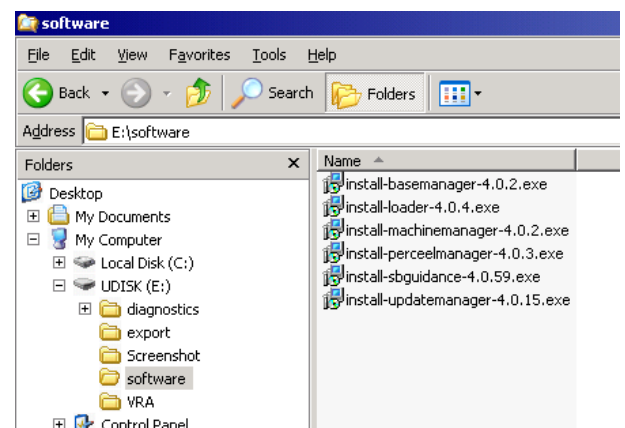 software
File Edit View Favorites Tools Help
Back Search Folders
Address E:\software
Folders x Name
Desktop
My Documents
My Computer
Local Disk (C:)
UDISK (E:)
diagnostics
export
Screenshot
software
VRA
Control Panel
install-basemanager-4.0.2.exe
install-loader-4.0.4.exe
install-machinemanager-4.0.2.exe
install-perceelmanager-4.0.3.exe
install-sbguidance-4.0.59.exe
install-updatemanager-4.0.15.exe